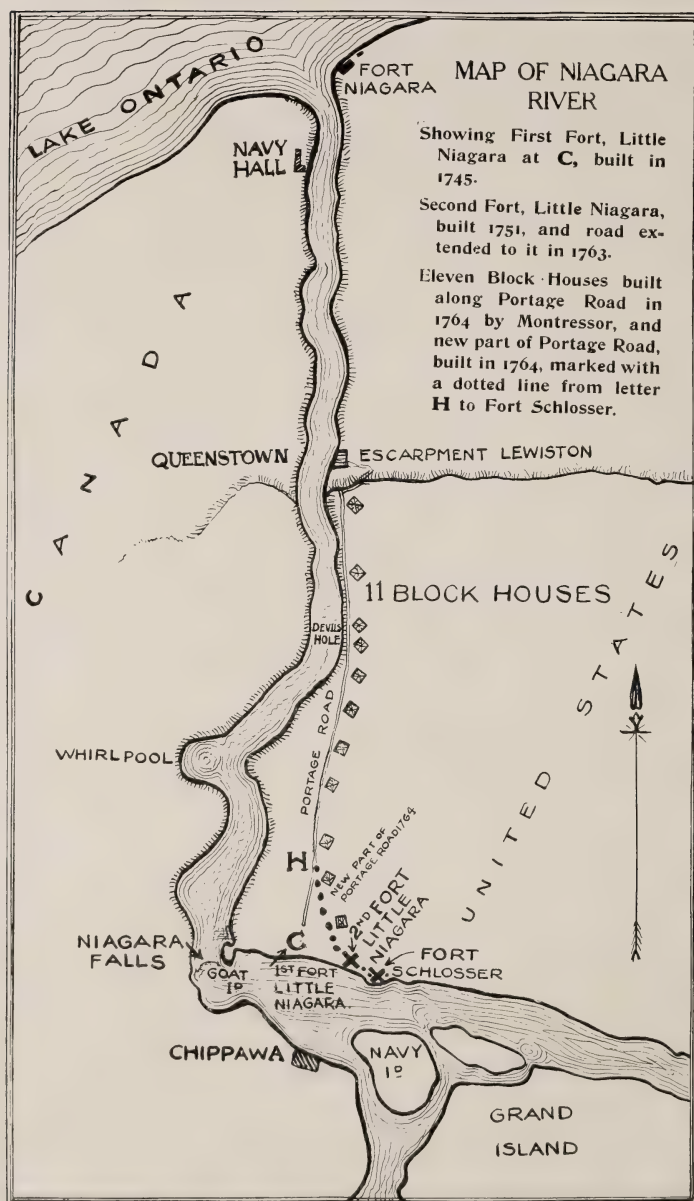 MAP OF NIAGARA
RIVER
Showing First Fort, Little
Niagara at C, built in
1745.
Second Fort, Little Niagara,
built 1751, and road ex-
tended to it in 1763.
Eleven Block Houses built
along Portage Road in
1764 by Montressor, and
new part of Portage Road,
built in 1764, marked with
a dotted line from letter
H to Fort Schlosser.
LAKE ONTARIO
FORT
NIAGARA
NAVY
HALL
CANADA
QUEENSTOWN
ESCARPMENT LEWISTON
11 BLOCK HOUSES
DEVILS
HOLE
UNITED STATES
PORTAGE ROAD
WHIRLPOOL
H
NEW PART OF
PORTAGE ROAD 1764
2ND FORT
LITTLE
NIAGARA
C
NIAGARA
FALLS
GOAT
ID
1ST FORT
LITTLE
NIAGARA
FORT
SCHLOSSER
CHIPPAWA
NAVY
ID
GRAND
ISLAND